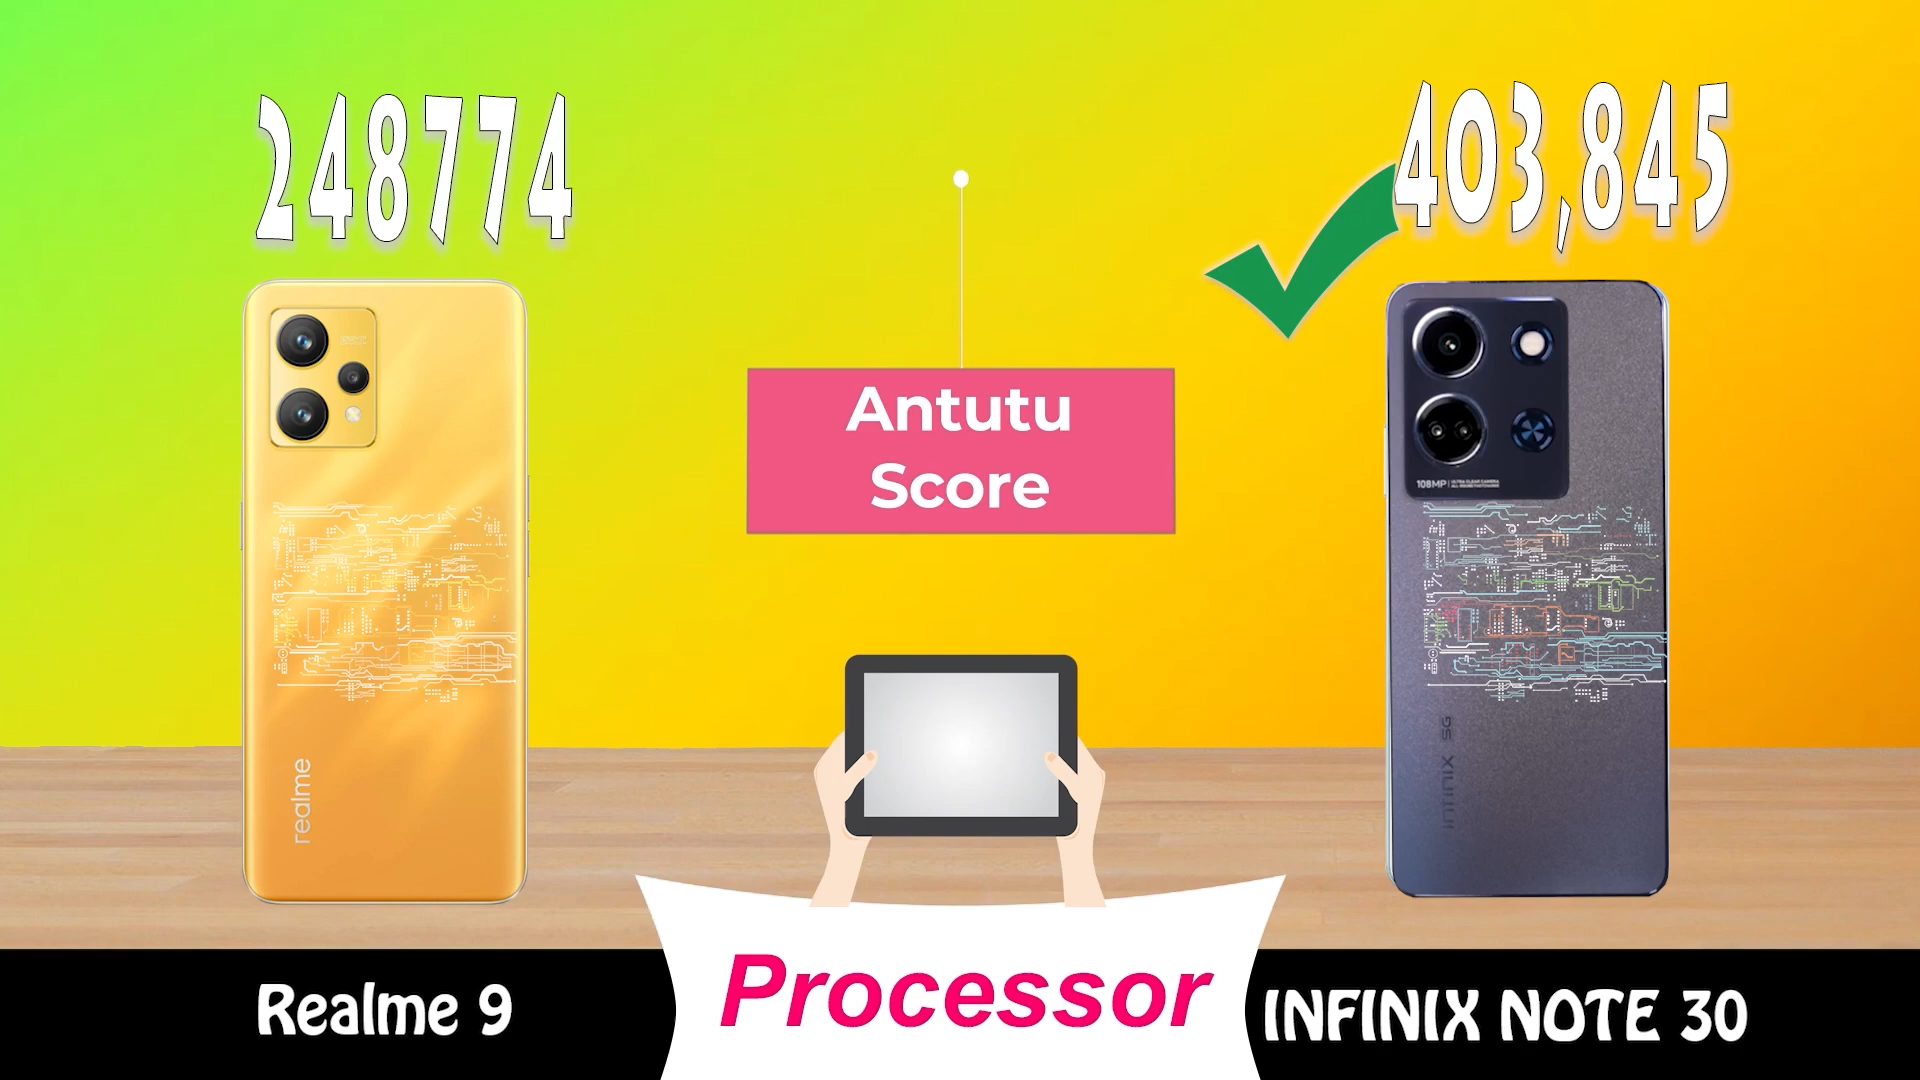 248774
403,845
Antutu
Score
108MP
realme
Infinix 5G
Realme 9
Processor
INFINIX NOTE 30